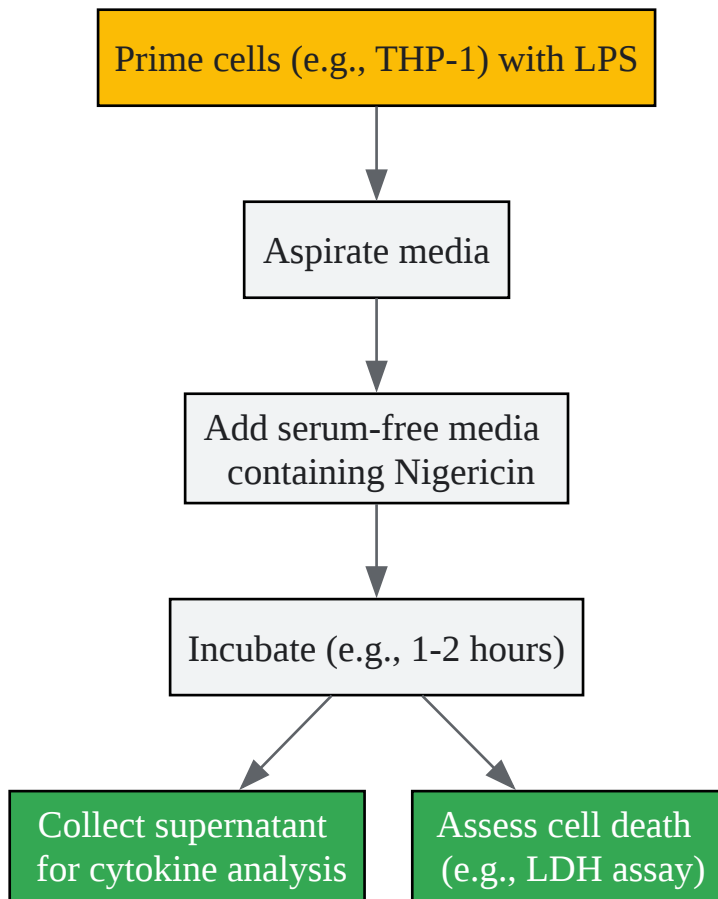 Prime cells (e.g., THP-1) with LPS
Aspirate media
Add serum-free media
containing Nigericin
Incubate (e.g., 1-2 hours)
Collect supernatant
for cytokine analysis
Assess cell death
(e.g., LDH assay)